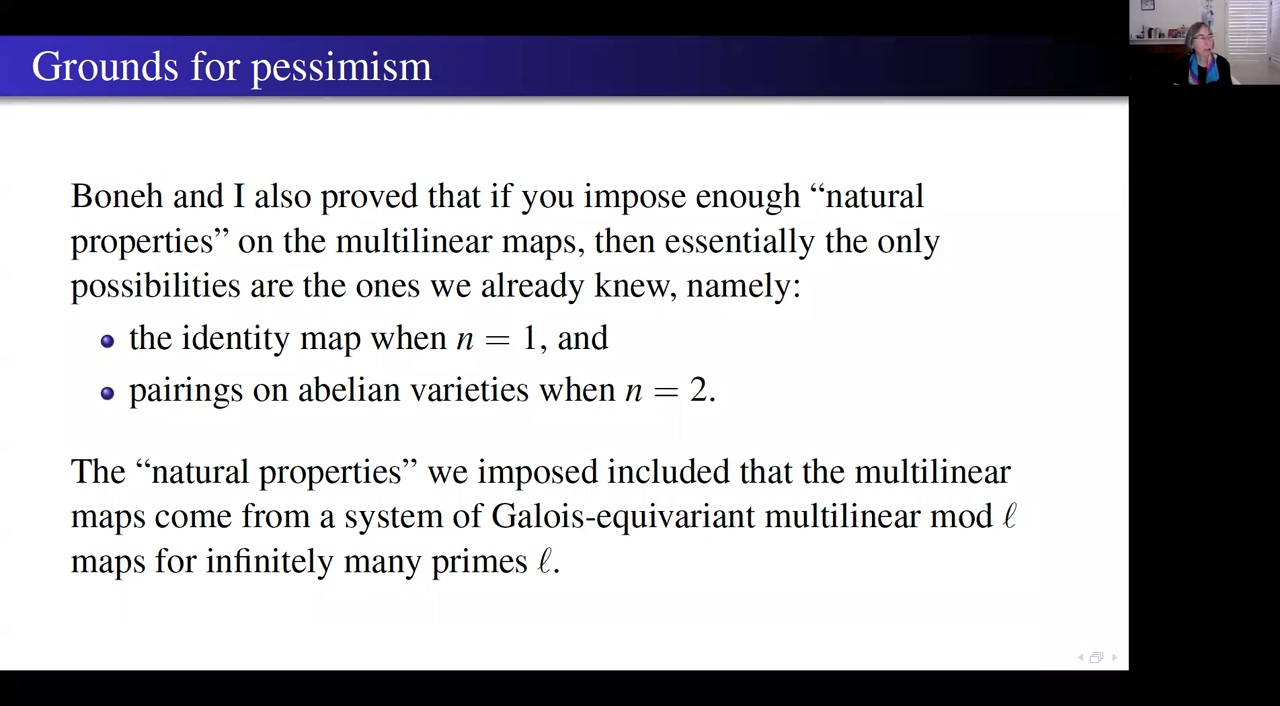 Grounds for pessimism
Boneh and I also proved that if you impose enough “natural
properties” on the multilinear maps, then essentially the only
possibilities are the ones we already knew, namely:
the identity map when n = 1, and
pairings on abelian varieties when n = 2.
The “natural properties” we imposed included that the multilinear
maps come from a system of Galois-equivariant multilinear mod ℓ
maps for infinitely many primes ℓ.